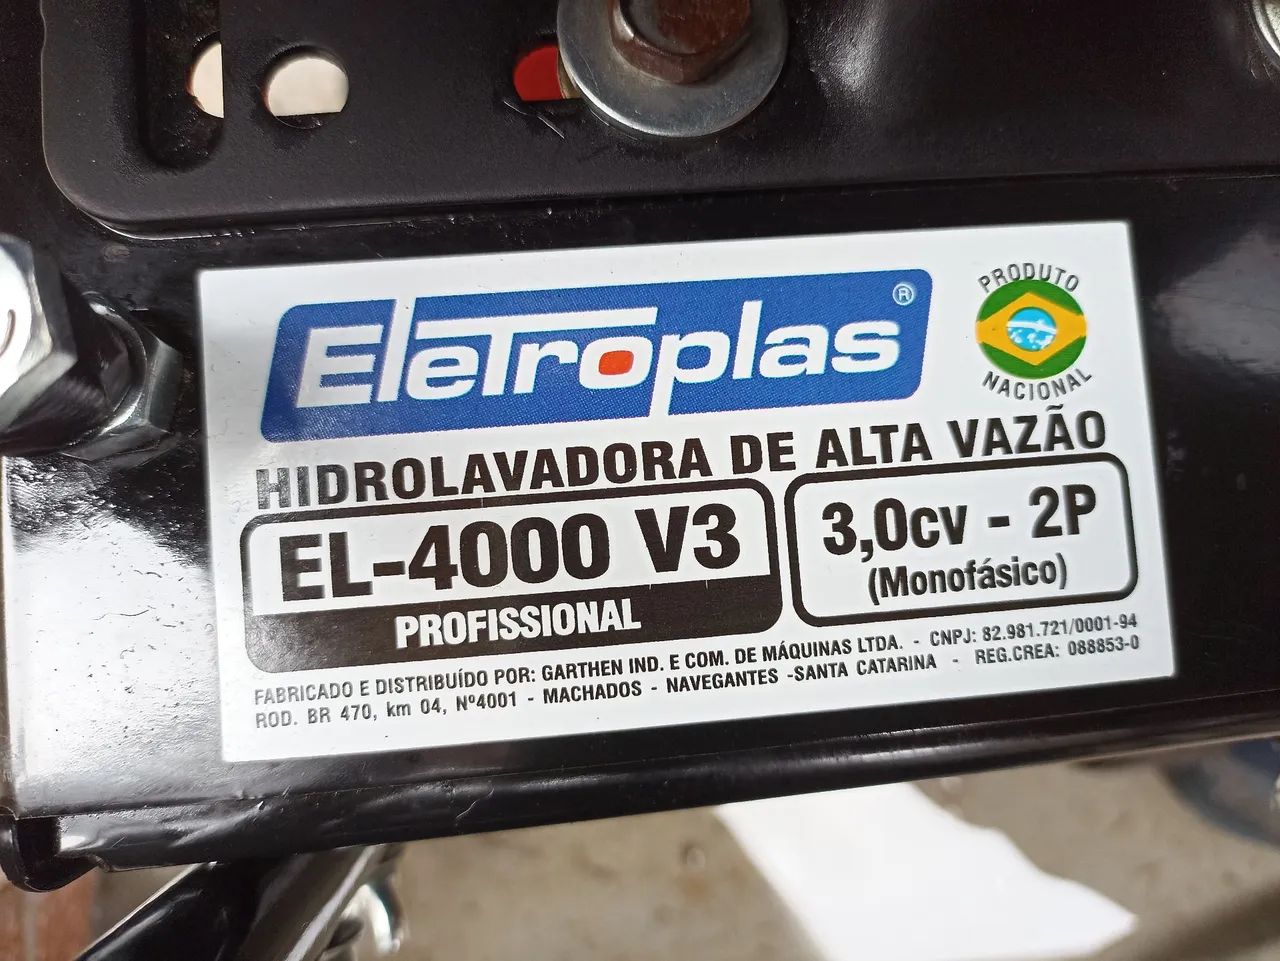 Eletroplas®
PRODUTO
NACIONAL
HIDROLAVADORA DE ALTA VAZÃO
EL-4000 V3
PROFISSIONAL
3,0cv - 2P
(Monofásico)
FABRICADO E DISTRIBUÍDO POR: GARTHEN IND. E COM. DE MÁQUINAS LTDA. - CNPJ: 82.981.721/0001-94
ROD. BR 470, km 04, Nº4001 - MACHADOS - NAVEGANTES -SANTA CATARINA - REG.CREA: 088853-0